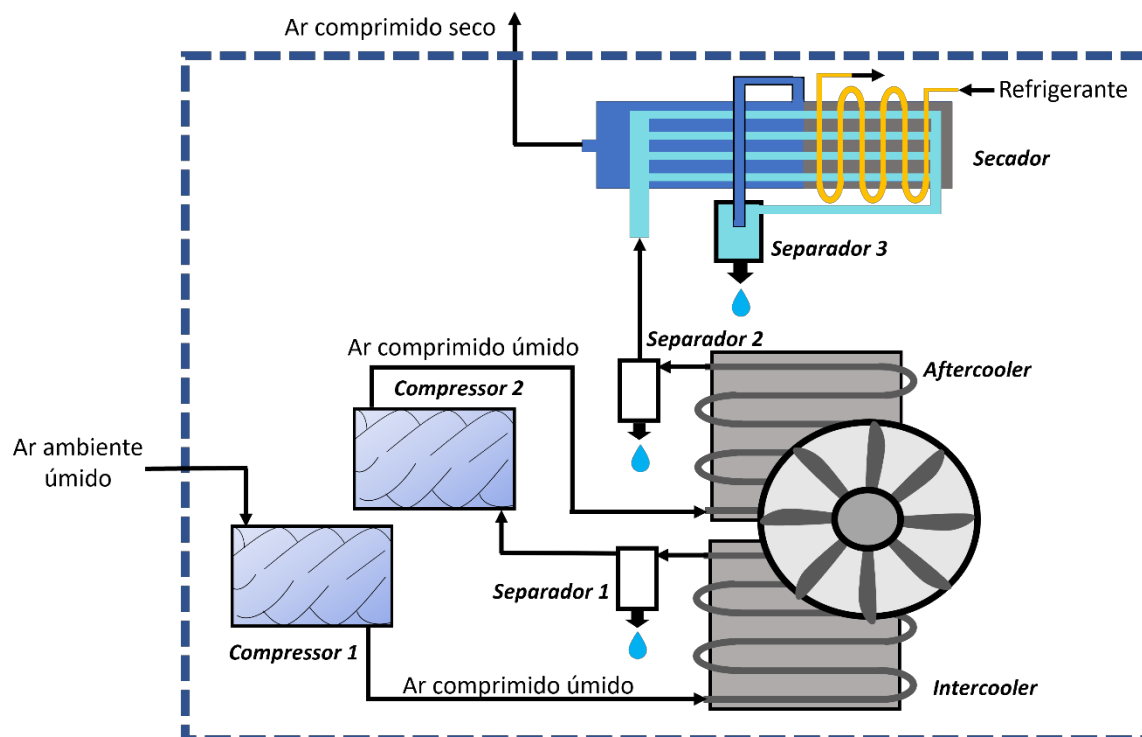 Ar comprimido seco
Refrigerante
Secador
Separador 3
Separador 2
Ar comprimido úmido
Compressor 2
Aftercooler
Ar ambiente
úmido
Separador 1
Compressor 1
Ar comprimido úmido
Intercooler